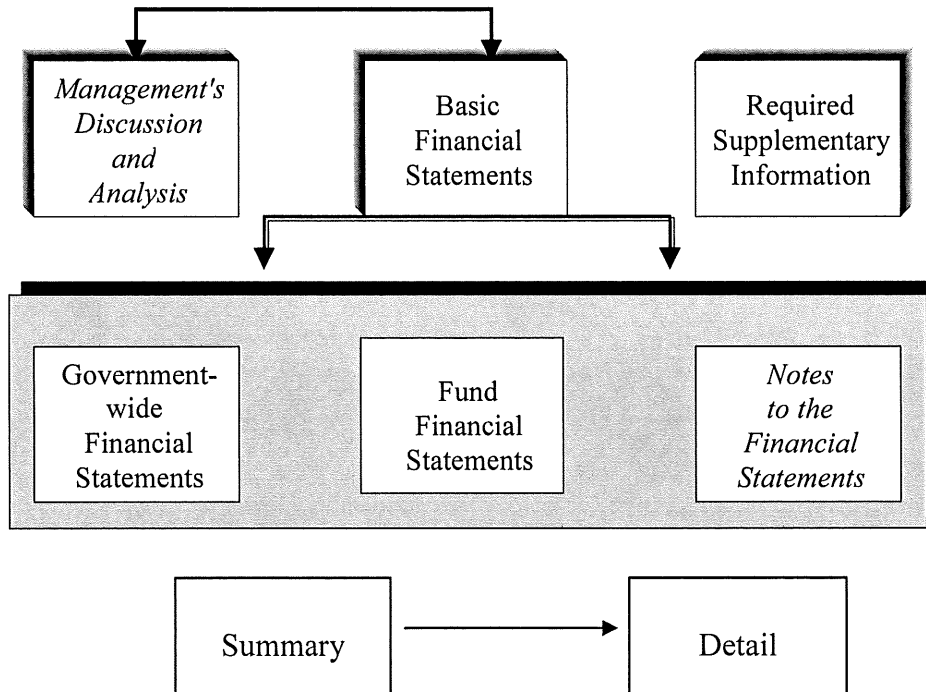 Management's
Discussion
and
Analysis
Basic
Financial
Statements
Required
Supplementary
Information
Government-
wide
Financial
Statements
Fund
Financial
Statements
Notes
to the
Financial
Statements
Summary
Detail